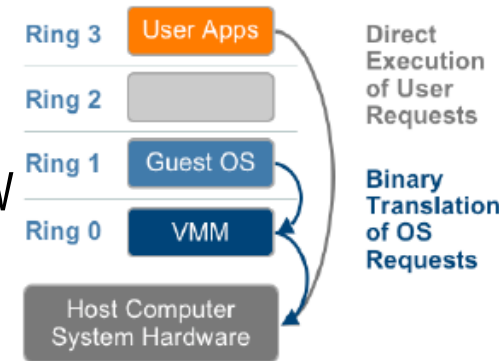 Ring 3
User Apps
Direct
Execution
of User
Requests
Ring 2
Ring 1
Guest OS
Binary
Translation
of OS
Requests
Ring 0
VMM
Host Computer
System Hardware